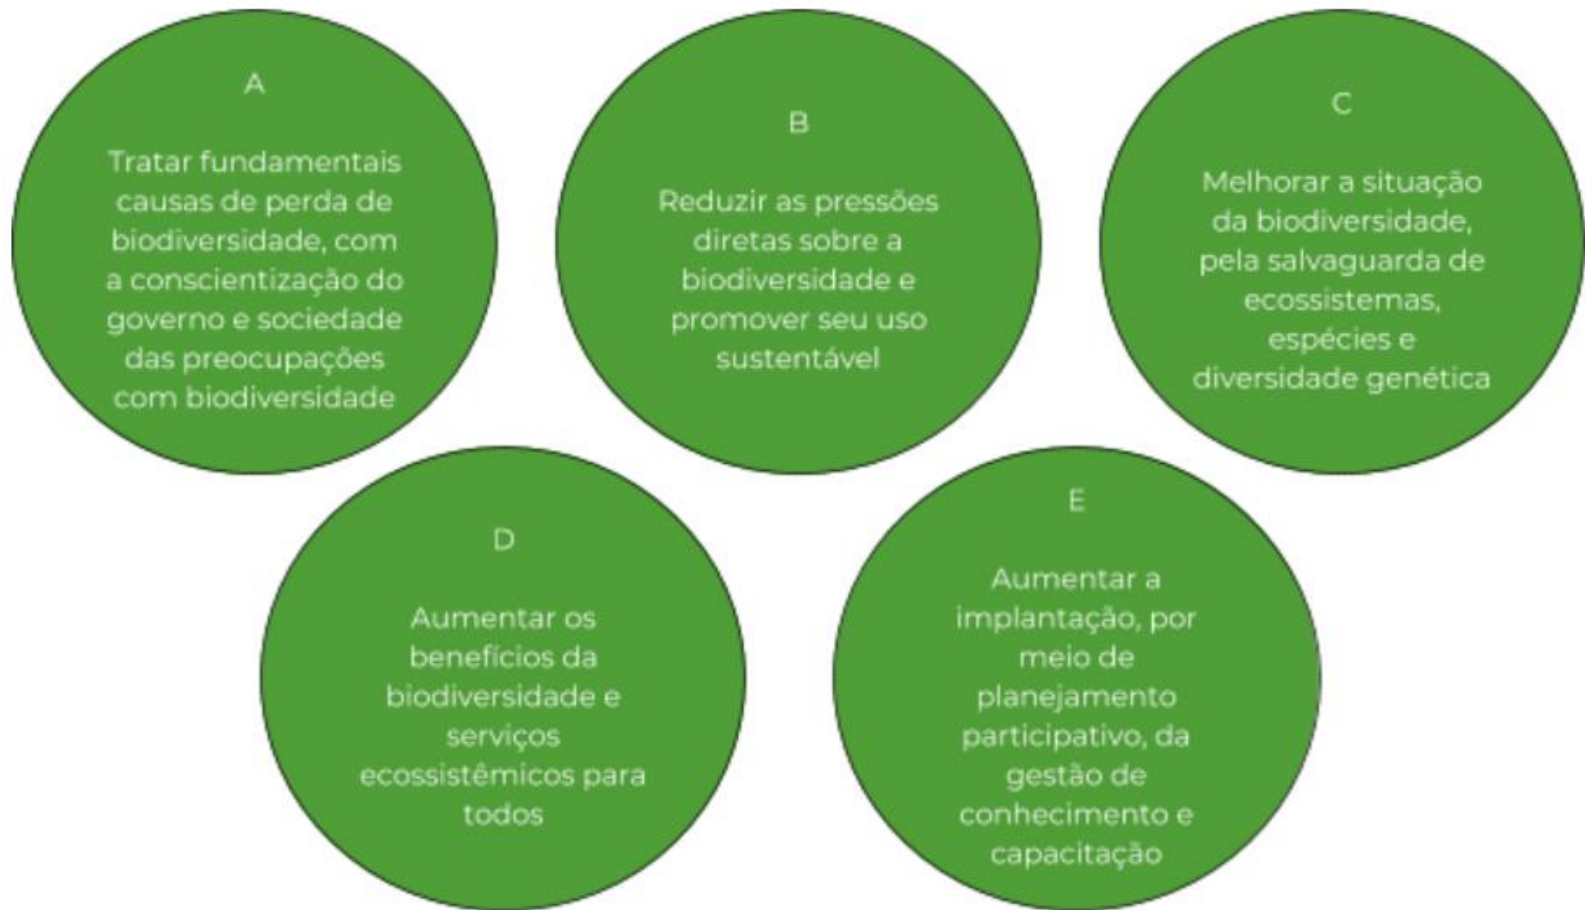 A
Tratar fundamentais
causas de perda de
biodiversidade, com
a conscientização do
governo e sociedade
das preocupações
com biodiversidade
B
Reduzir as pressões
diretas sobre a
biodiversidade e
promover seu uso
sustentável
C
Melhorar a situação
da biodiversidade,
pela salvaguarda de
ecossistemas,
espécies e
diversidade genética
D
Aumentar os
benefícios da
biodiversidade e
serviços
ecossistêmicos para
todos
E
Aumentar a
implantação, por
meio de
planejamento
participativo, da
gestão de
conhecimento e
capacitação